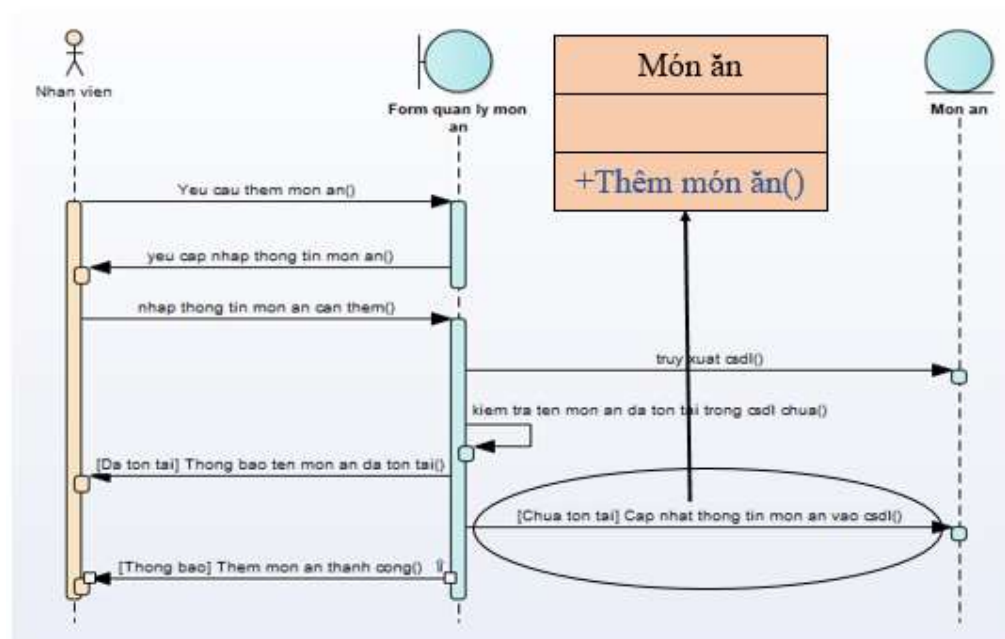 Nhan vien
Form quan ly mon
an
Món ăn
+Thêm món ăn()
Mon an
Yeu cau them mon an()
yeu cap nhap thong tin mon an()
nhap thong tin mon an can them()
truy xuat csdl()
kiem tra ten mon an da ton tai trong csdl chua()
[Da ton tai] Thong bao ten mon an da ton tai()
[Chua ton tai] Cap nhat thong tin mon an vao csdl()
[Thong bao] Them mon an thanh cong()